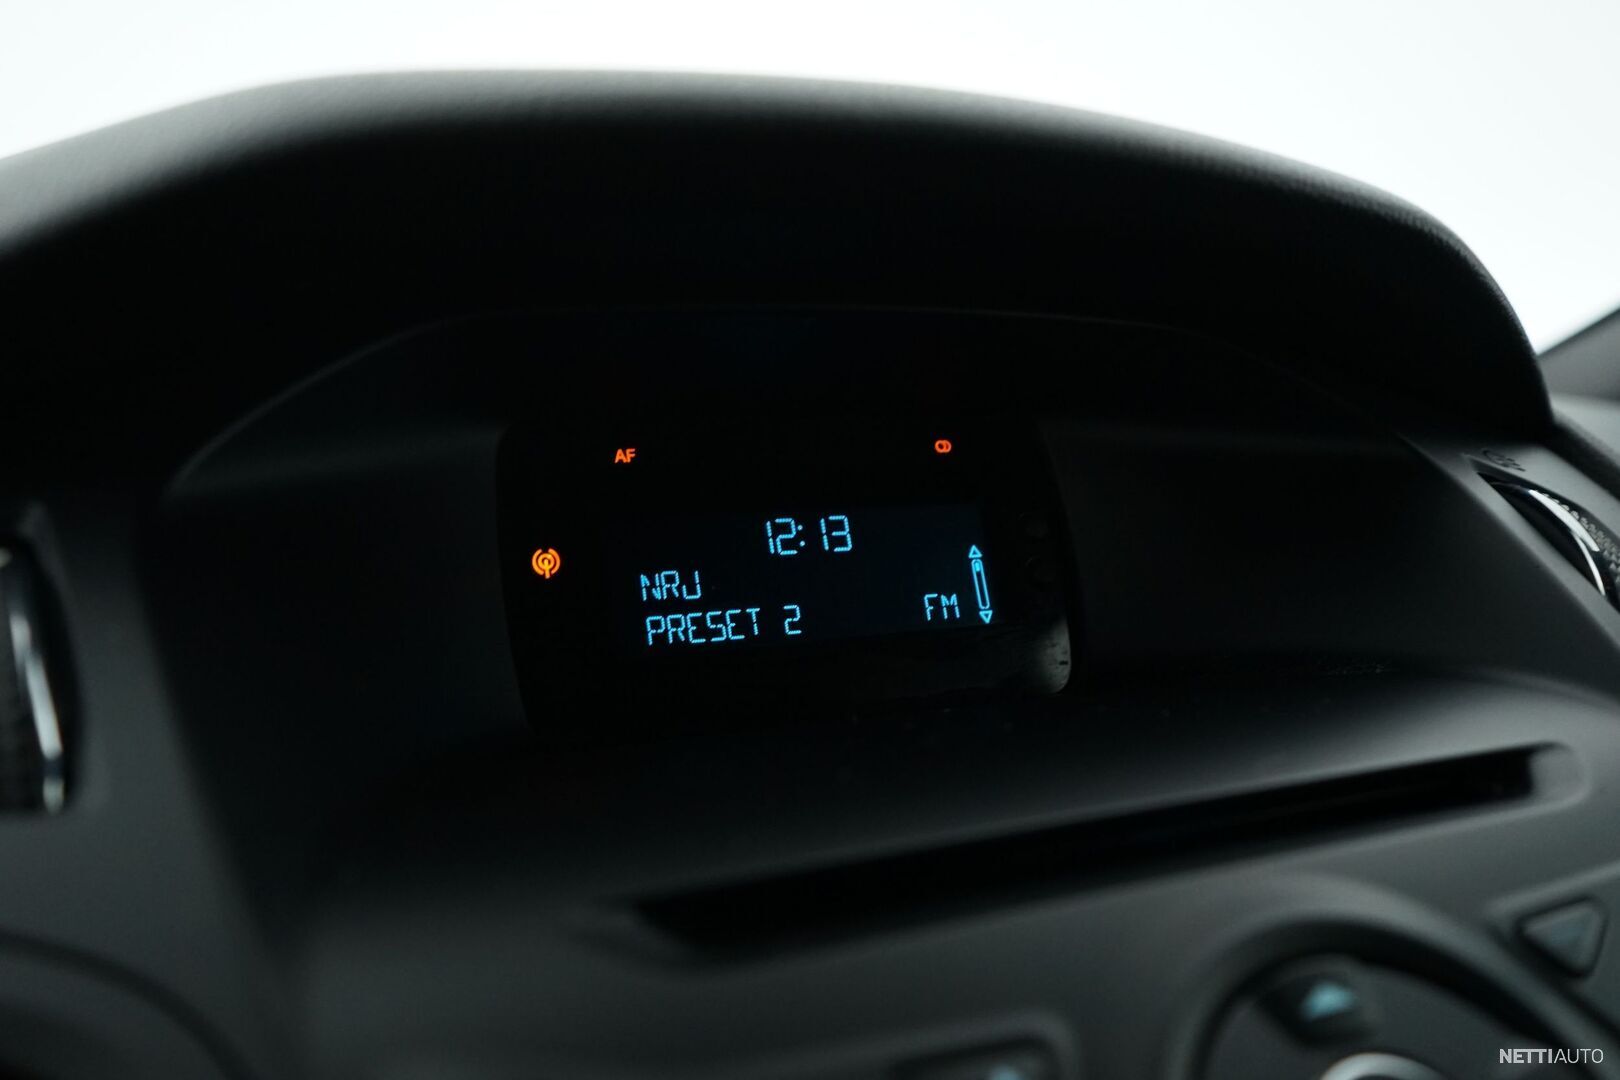 AF
12:13
NRJ
PRESET 2 FM
NETTIAUTO